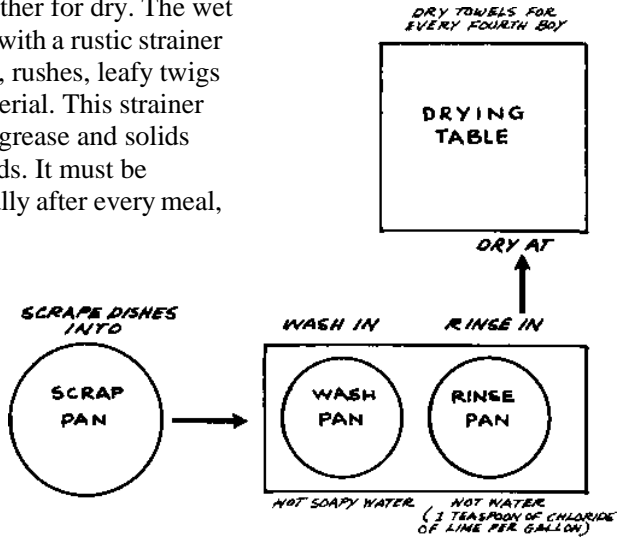 ther for dry. The wet
with a rustic strainer
, rushes, leafy twigs
erial. This strainer
grease and solids
ds. It must be
lly after every meal,
DRY TOWELS FOR
EVERY FOURTH BOY
DRYING
TABLE
DRY AT
SCRAPE DISHES
INTO
SCRAP
PAN
WASH IN
WASH
PAN
HOT SOAPY WATER
RINSE IN
RINSE
PAN
HOT WATER
(1 TEASPOON OF CHLORIDE
OF LIME PER GALLON)